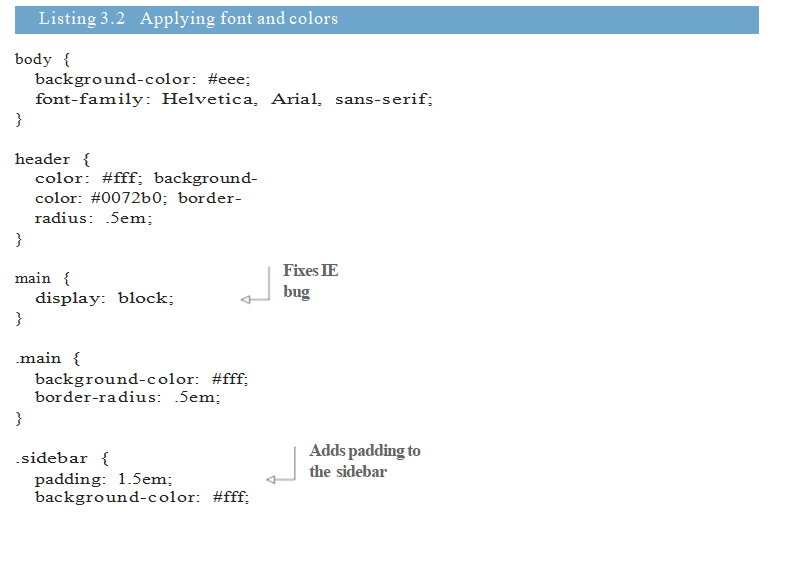 Listing 3.2 Applying font and colors
body {
background-color: #eee;
font-family: Helvetica, Arial, sans-serif;
}
header {
color: #fff; background-
color: #0072b0; border-
radius: .5em;
}
main {
display: block;
}
Fixes IE
bug
.main {
background-color: #fff;
border-radius: .5em;
}
.sidebar {
padding: 1.5em;
background-color: #fff;
Adds padding to
the sidebar